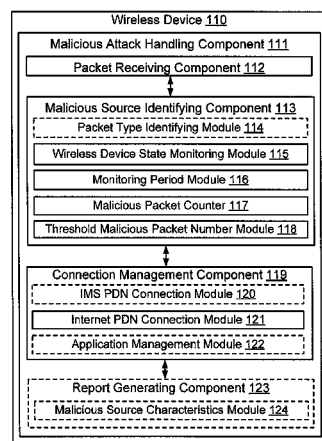 Wireless Device 110
Malicious Attack Handling Component 111
Packet Receiving Component 112
Malicious Source Identifying Component 113
Packet Type Identifying Module 114
Wireless Device State Monitoring Module 115
Monitoring Period Module 116
Malicious Packet Counter 117
Threshold Malicious Packet Number Module 118
Connection Management Component 119
IMS PDN Connection Module 120
Internet PDN Connection Module 121
Application Management Module 122
Report Generating Component 123
Malicious Source Characteristics Module 124